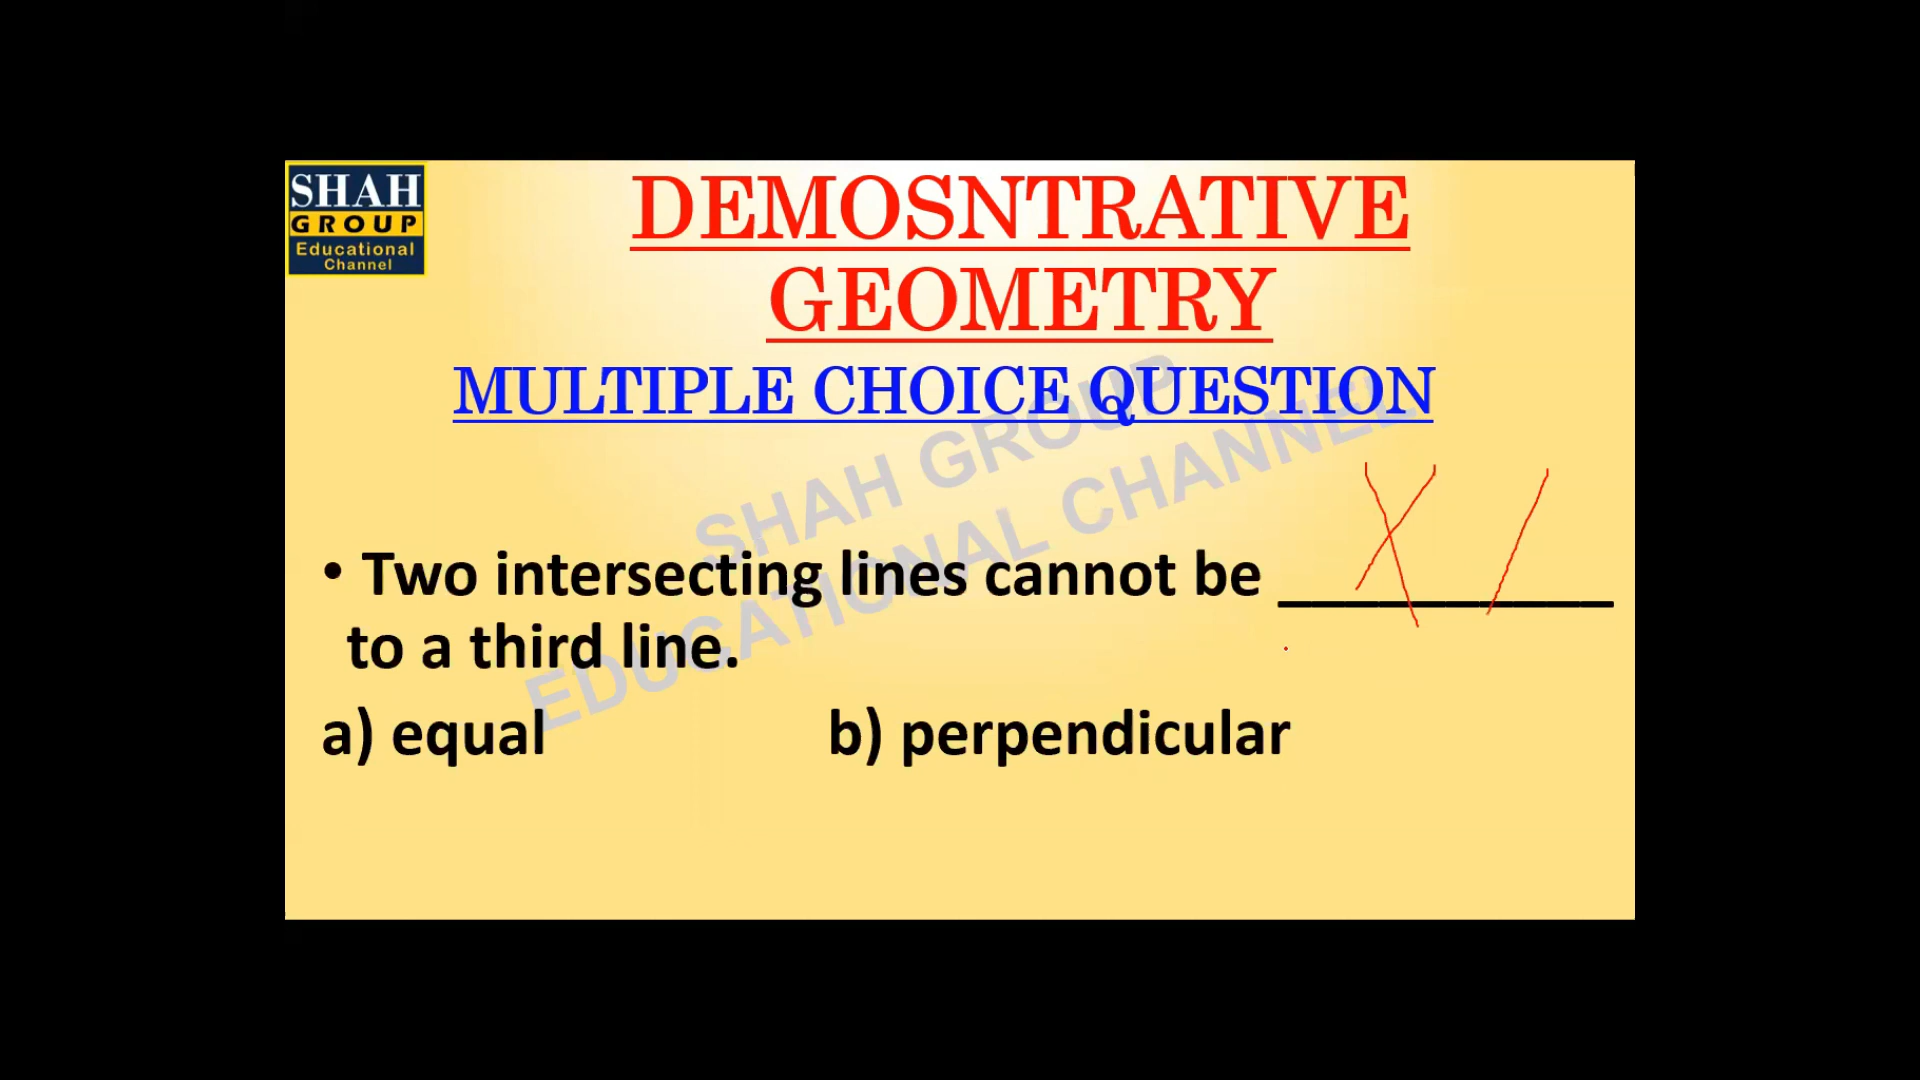 SHAH
GROUP
Educational
Channel
DEMOSNTRATIVE
GEOMETRY
MULTIPLE CHOICE QUESTION
SHAH GROUP
EDUCATIONAL CHANNEL
• Two intersecting lines cannot be __________
to a third line.
a) equal b) perpendicular